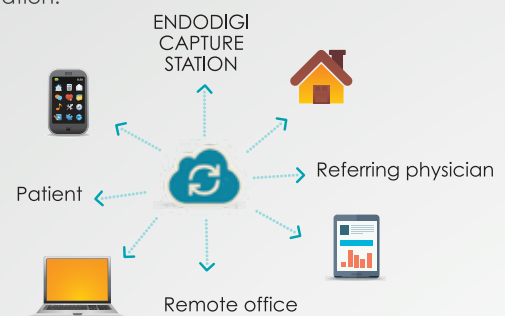 ENDODIGI
CAPTURE
STATION
Referring physician
Patient
Remote office